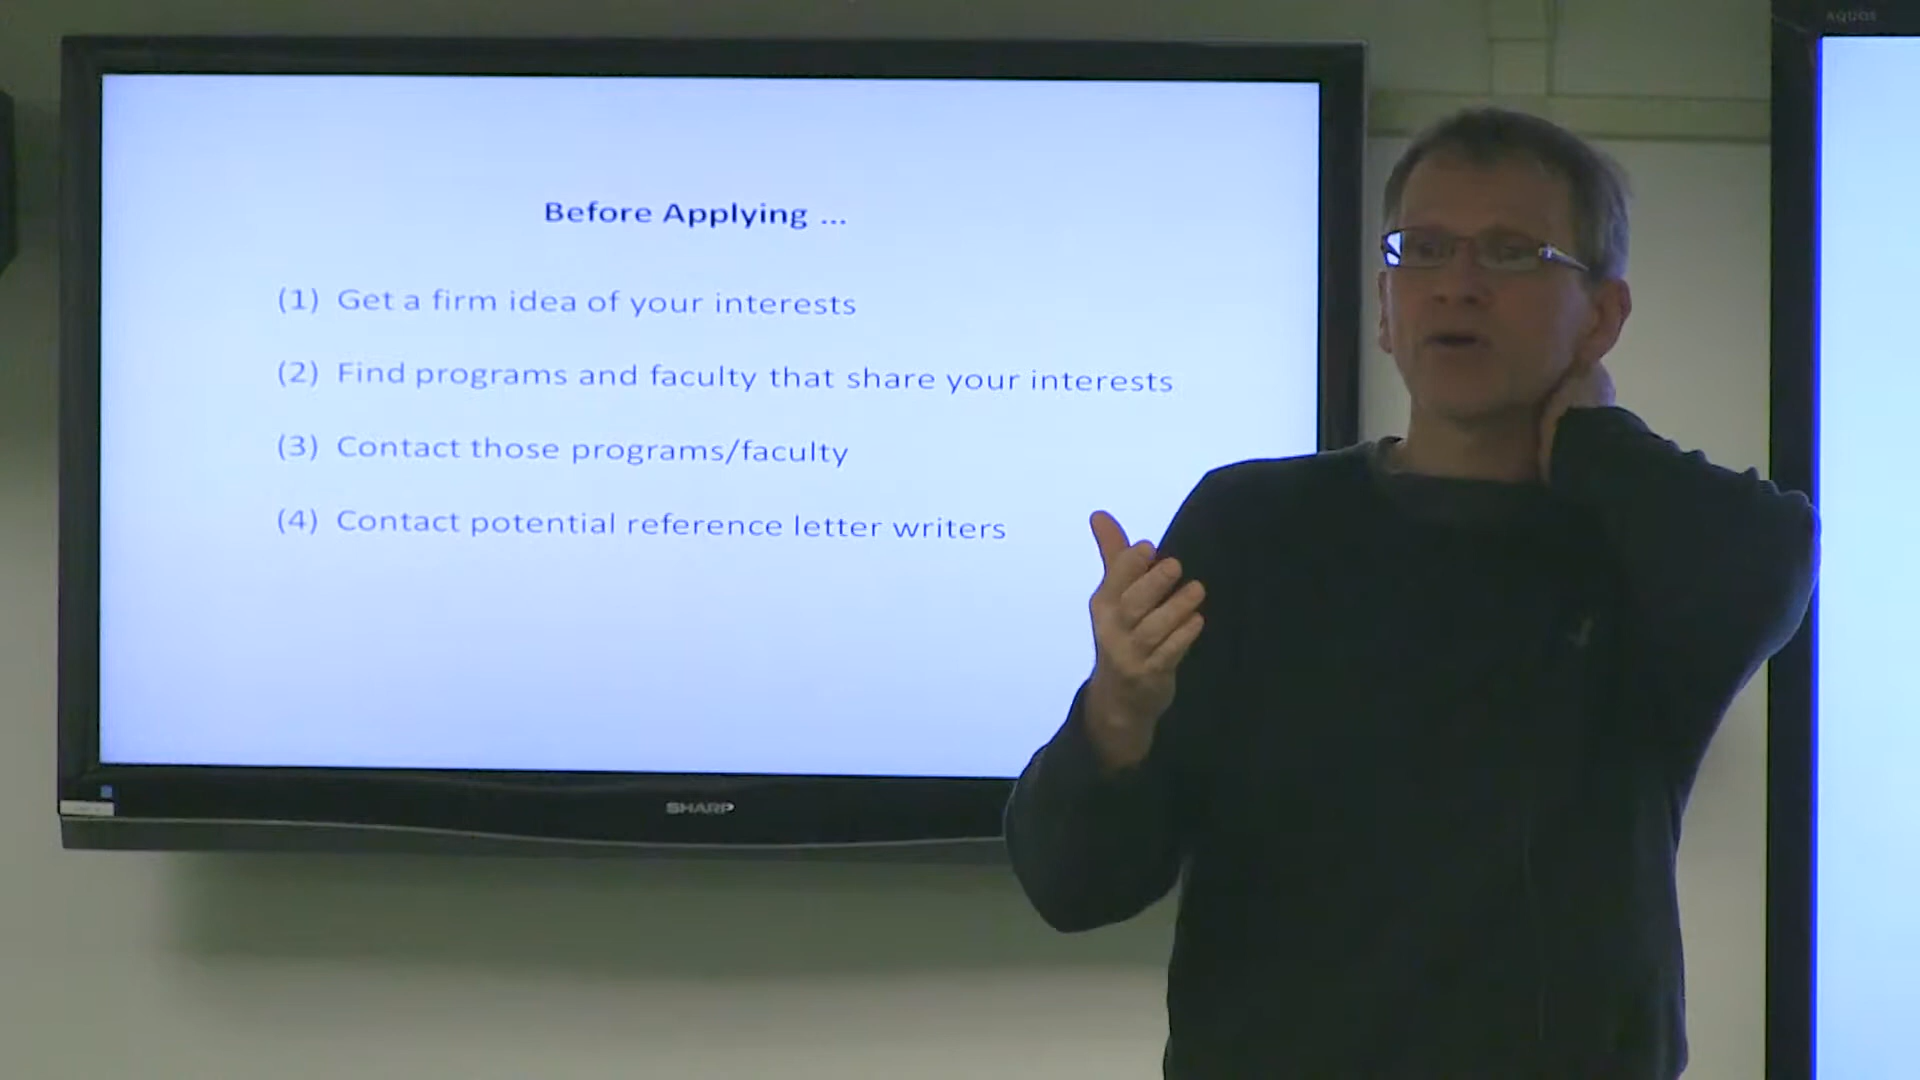 AQUOS
Before Applying ...
(1) Get a firm idea of your interests
(2) Find programs and faculty that share your interests
(3) Contact those programs/faculty
(4) Contact potential reference letter writers
SHARP